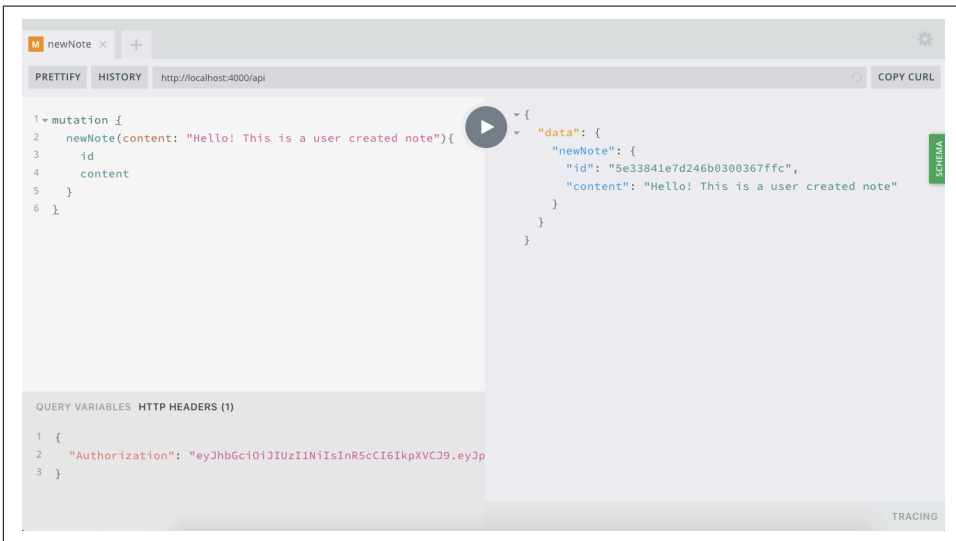 M newNote × +
PRETTIFY HISTORY http://localhost:4000/api COPY CURL
1 mutation {
2 newNote(content: "Hello! This is a user created note"){
3 id
4 content
5 }
6 }
{
"data": {
"newNote": {
"id": "5e33841e7d246b0300367ffc",
"content": "Hello! This is a user created note"
}
}
}
SCHEMA
QUERY VARIABLES HTTP HEADERS (1)
1 {
2 "Authorization": "eyJhbGciOiJIUzI1NiIsInR5cCI6IkpXVCJ9.eyJp
3 }
TRACING